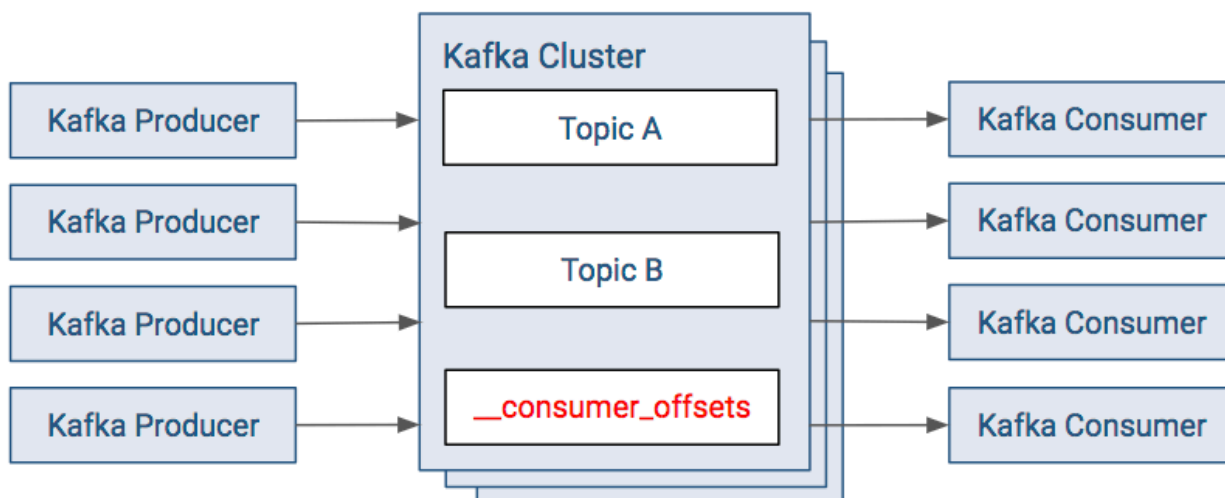 Kafka Cluster
Kafka Producer
Topic A
Kafka Consumer
Kafka Producer
Kafka Consumer
Topic B
Kafka Producer
Kafka Consumer
__consumer_offsets
Kafka Producer
Kafka Consumer